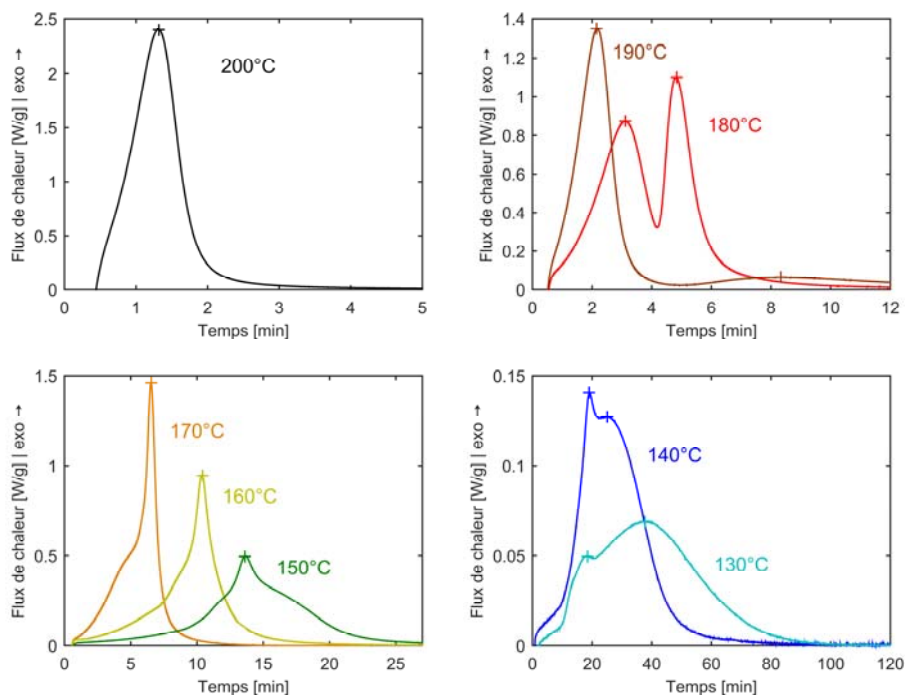 Flux de chaleur [W/g] | exo →
2.5
2
1.5
1
0.5
0
200°C
0 1 2 3 4 5
Temps [min]
Flux de chaleur [W/g] | exo →
1.4
1.2
1
0.8
0.6
0.4
0.2
0
190°C
180°C
0 2 4 6 8 10 12
Temps [min]
Flux de chaleur [W/g] | exo →
1.5
1
0.5
0
170°C
160°C
150°C
0 5 10 15 20 25
Temps [min]
Flux de chaleur [W/g] | exo →
0.15
0.1
0.05
0
140°C
130°C
0 20 40 60 80 100 120
Temps [min]